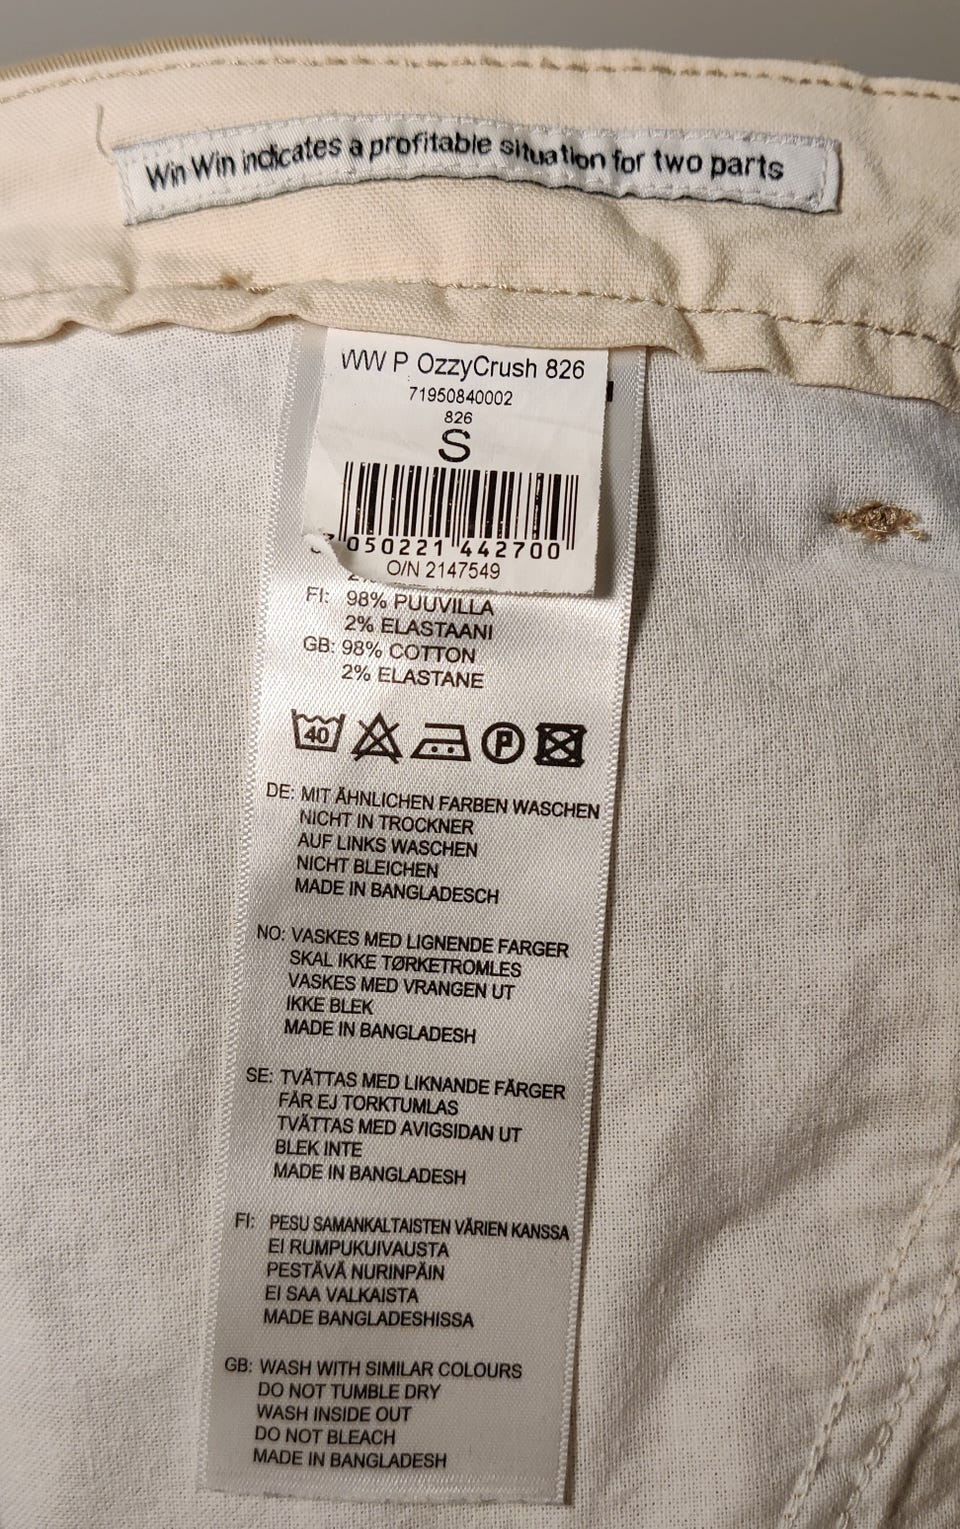 Win Win indicates a profitable situation for two parts
WW P OzzyCrush 826
71950840002
826
S
050221 442700
O/N 2147549
FI: 98% PUUVILLA
2% ELASTAANI
GB: 98% COTTON
2% ELASTANE
40 P
DE: MIT ÄHNLICHEN FARBEN WASCHEN
NICHT IN TROCKNER
AUF LINKS WASCHEN
NICHT BLEICHEN
MADE IN BANGLADESCH
NO: VASKES MED LIGNENDE FARGER
SKAL IKKE TØRKETROMLES
VASKES MED VRANGEN UT
IKKE BLEK
MADE IN BANGLADESH
SE: TVÄTTAS MED LIKNANDE FÄRGER
FÄR EJ TORKTUMLAS
TVÄTTAS MED AVIGSIDAN UT
BLEK INTE
MADE IN BANGLADESH
FI: PESU SAMANKALTAISTEN VÄRIEN KANSSA
EI RUMPUKUIVAUSTA
PESTÄVÄ NURINPÄIN
EI SAA VALKAISTA
MADE BANGLADESHISSA
GB: WASH WITH SIMILAR COLOURS
DO NOT TUMBLE DRY
WASH INSIDE OUT
DO NOT BLEACH
MADE IN BANGLADESH